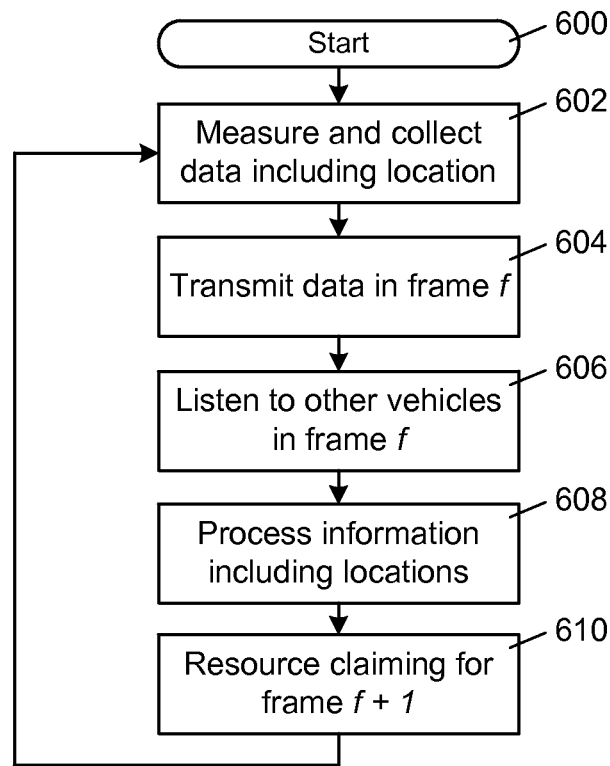 Start
600
Measure and collect
data including location
602
Transmit data in frame f
604
Listen to other vehicles
in frame f
606
Process information
including locations
608
Resource claiming for
frame f + 1
610